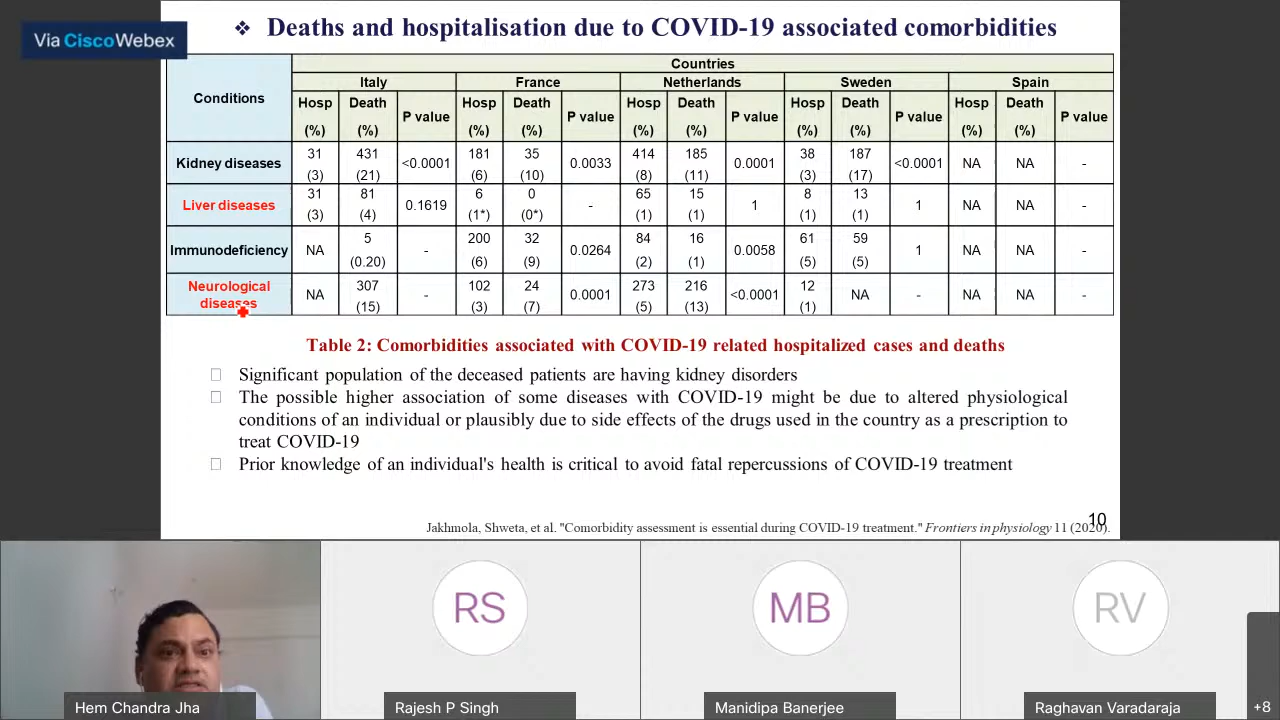 ❖ Deaths and hospitalisation due to COVID-19 associated comorbidities
Via CiscoWebex
Conditions
Countries
Italy France Netherlands Sweden Spain
Hosp (%) Death (%) P value Hosp (%) Death (%) P value Hosp (%) Death (%) P value Hosp (%) Death (%) P value Hosp (%) Death (%) P value
Kidney diseases 31 (3) 431 (21) <0.0001 181 (6) 35 (10) 0.0033 414 (8) 185 (11) 0.0001 38 (3) 187 (17) <0.0001 NA NA -
Liver diseases 31 (3) 81 (4) 0.1619 6 (1*) 0 (0*) - 65 (1) 15 (1) 1 8 (1) 13 (1) 1 NA NA -
Immunodeficiency NA 5 (0.20) - 200 (6) 32 (9) 0.0264 84 (2) 16 (1) 0.0058 61 (5) 59 (5) 1 NA NA -
Neurological diseases NA 307 (15) - 102 (3) 24 (7) 0.0001 273 (5) 216 (13) <0.0001 12 (1) NA - NA NA -
Table 2: Comorbidities associated with COVID-19 related hospitalized cases and deaths
Significant population of the deceased patients are having kidney disorders
The possible higher association of some diseases with COVID-19 might be due to altered physiological
conditions of an individual or plausibly due to side effects of the drugs used in the country as a prescription to
treat COVID-19
Prior knowledge of an individual's health is critical to avoid fatal repercussions of COVID-19 treatment
10
Jakhmola, Shweta, et al. "Comorbidity assessment is essential during COVID-19 treatment." Frontiers in physiology 11 (2020).
RS MB RV
Hem Chandra Jha Rajesh P Singh Manidipa Banerjee Raghavan Varadaraja +8